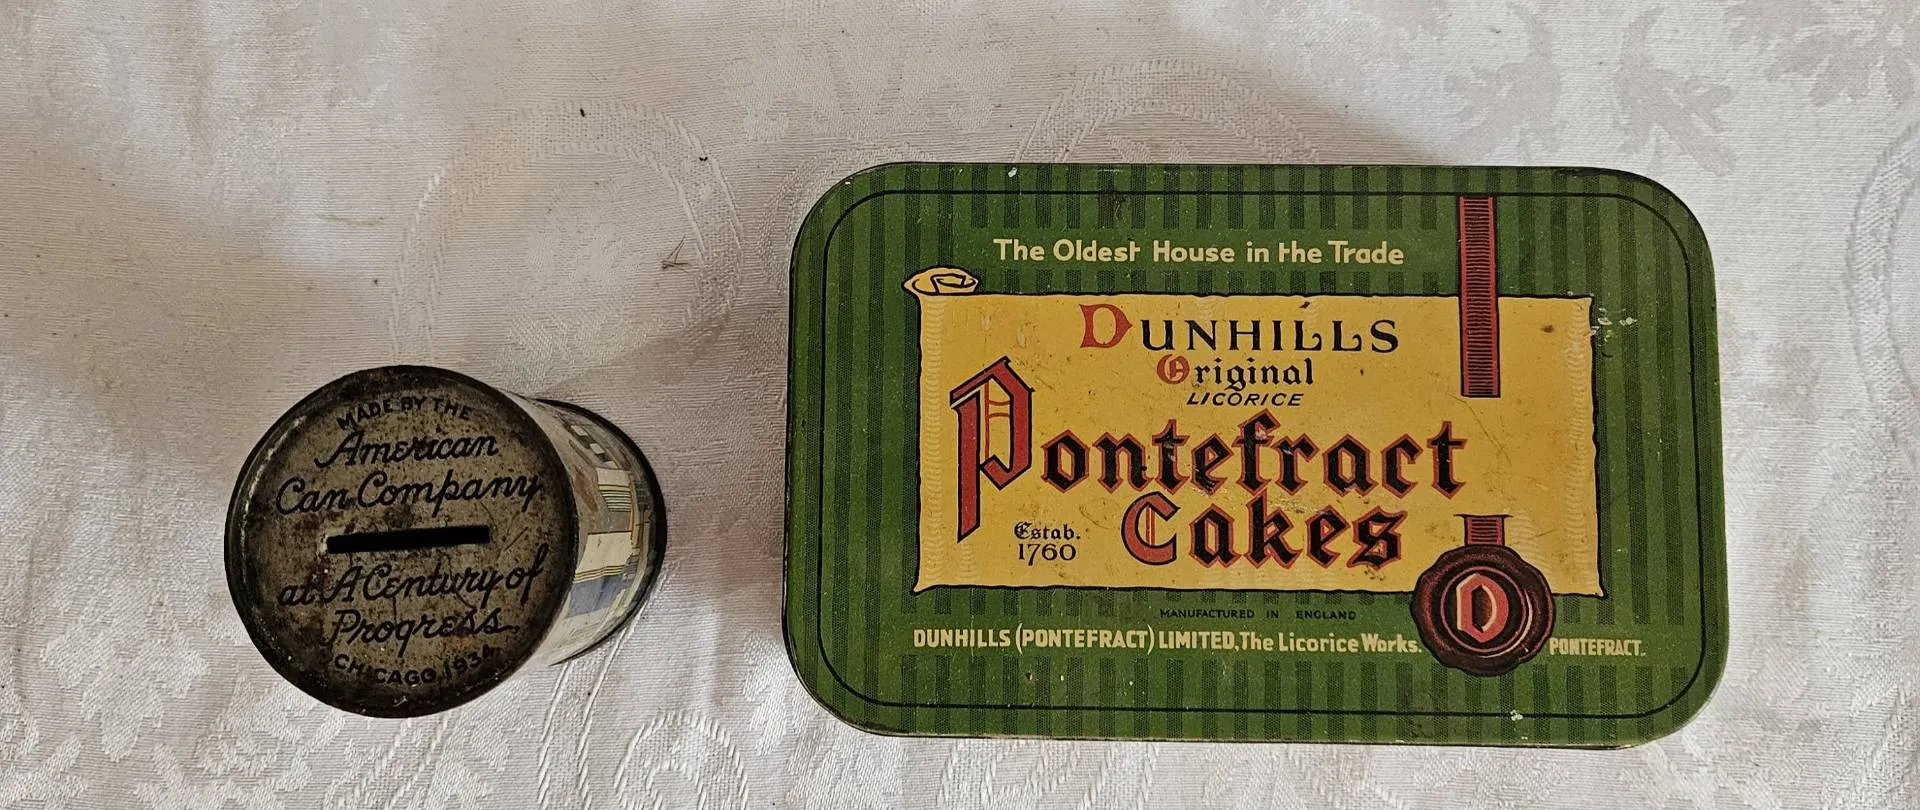 MADE BY THE
American
Can Company
at A Century of
Progress
CHICAGO, 1934
The Oldest House in the Trade
DUNHILLS
Original
LICORICE
Pontefract
Cakes
Estab.
1760
MANUFACTURED IN ENGLAND
DUNHILLS (PONTEFRACT) LIMITED, The Licorice Works. PONTEFRACT.
D